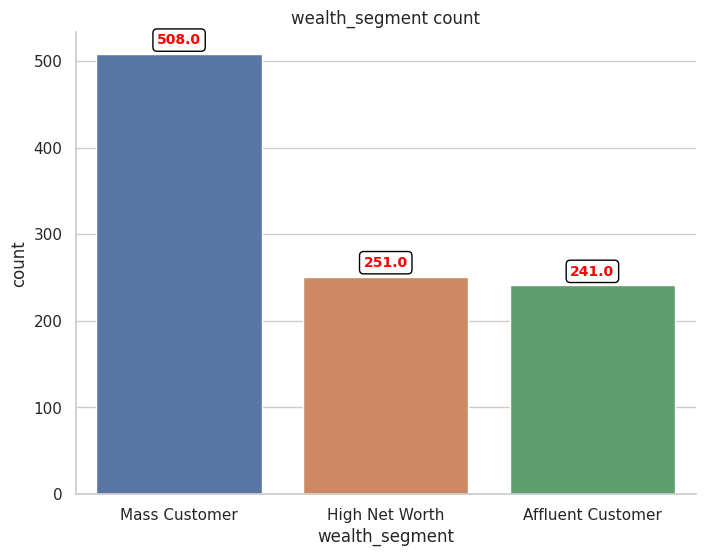 wealth_segment count
508.0
251.0
241.0
500
400
300
200
100
0
count
Mass Customer
High Net Worth
Affluent Customer
wealth_segment